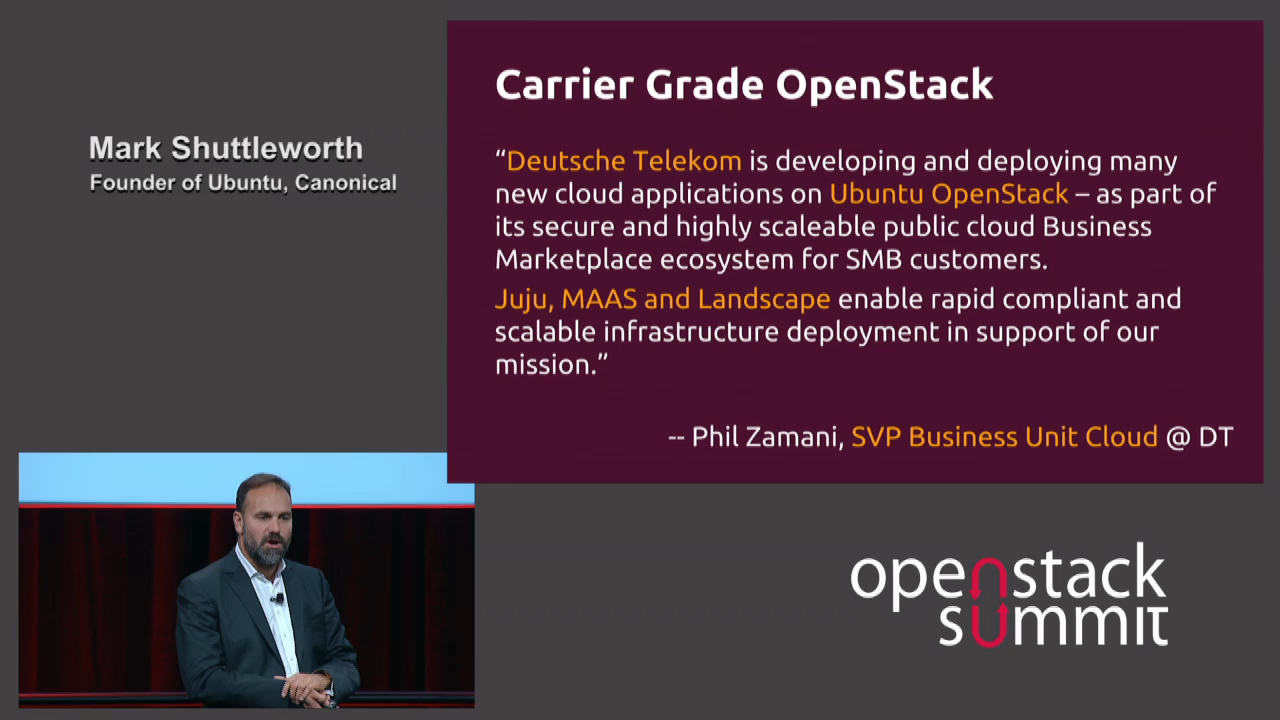 Mark Shuttleworth
Founder of Ubuntu, Canonical
Carrier Grade OpenStack
“Deutsche Telekom is developing and deploying many
new cloud applications on Ubuntu OpenStack – as part of
its secure and highly scaleable public cloud Business
Marketplace ecosystem for SMB customers.
Juju, MAAS and Landscape enable rapid compliant and
scalable infrastructure deployment in support of our
mission.”
-- Phil Zamani, SVP Business Unit Cloud @ DT
openstack
summit